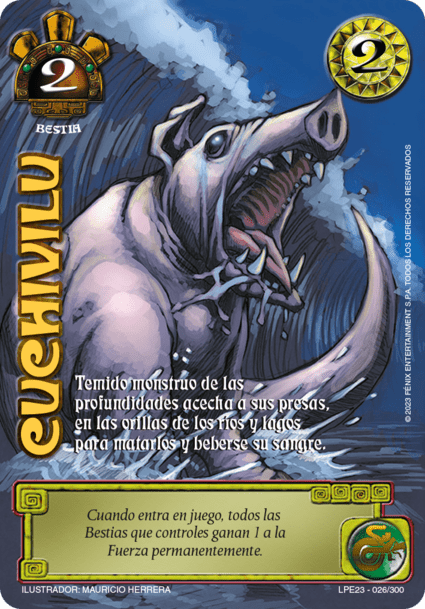 2
2
BESTIA
CUCHIVILU
Temido monstruo de las
profundidades acecha a sus presas,
en las orillas de los ríos y lagos
para matarlos y beberse su sangre.
Cuando entra en juego, todos las
Bestias que controles ganan 1 a la
Fuerza permanentemente.
ILUSTRADOR: MAURICIO HERRERA
LPE23 - 026/300
© 2023 FÉNIX ENTERTAINMENT S.P.A. TODOS LOS DERECHOS RESERVADOS